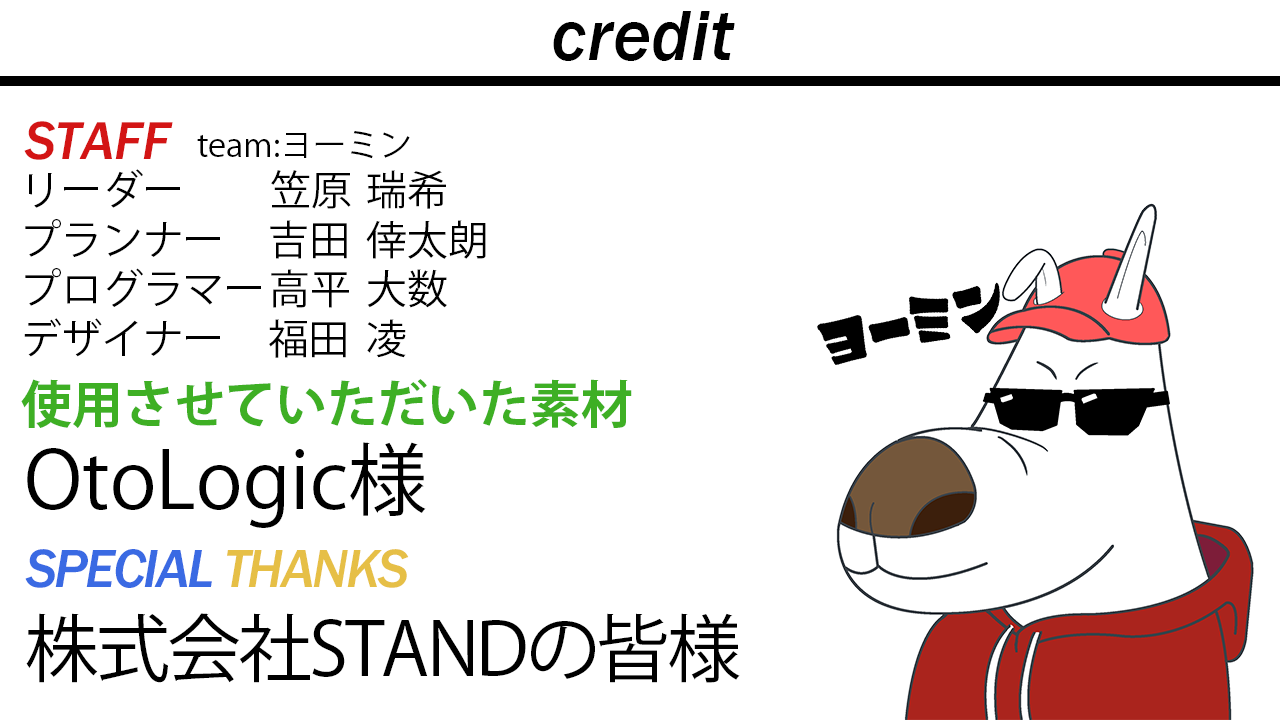 credit
STAFF team:ヨーミン
リーダー 笠原 瑞希
プランナー 吉田 倖太朗
プログラマー 高平 大数
デザイナー 福田 凌
使用させていただいた素材
OtoLogic様
SPECIAL THANKS
株式会社STANDの皆様
ヨーミン